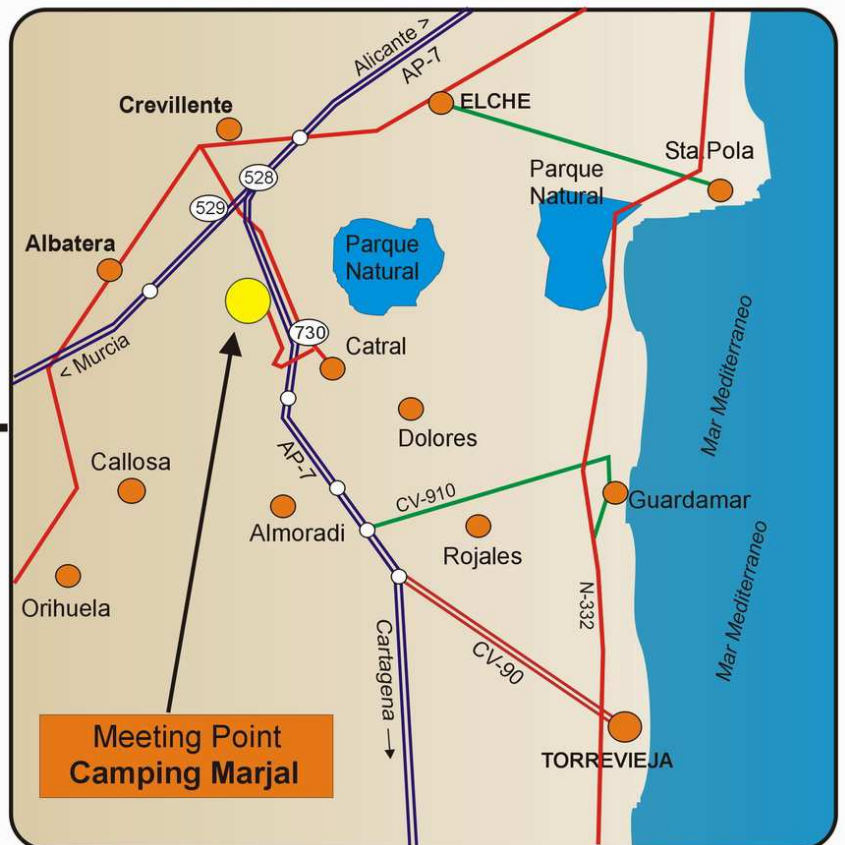 Alicante >
AP-7
Crevillente
ELCHE
Sta.Pola
Parque
Natural
528
529
Albatera
Parque
Natural
730
Catral
< Murcia
Mar Mediterraneo
Dolores
Callosa
AP-7
CV-910
Guardamar
Almoradi
Rojales
Orihuela
N-332
Mar Mediterraneo
Cartagena →
CV-90
Meeting Point
Camping Marjal
TORREVIEJA